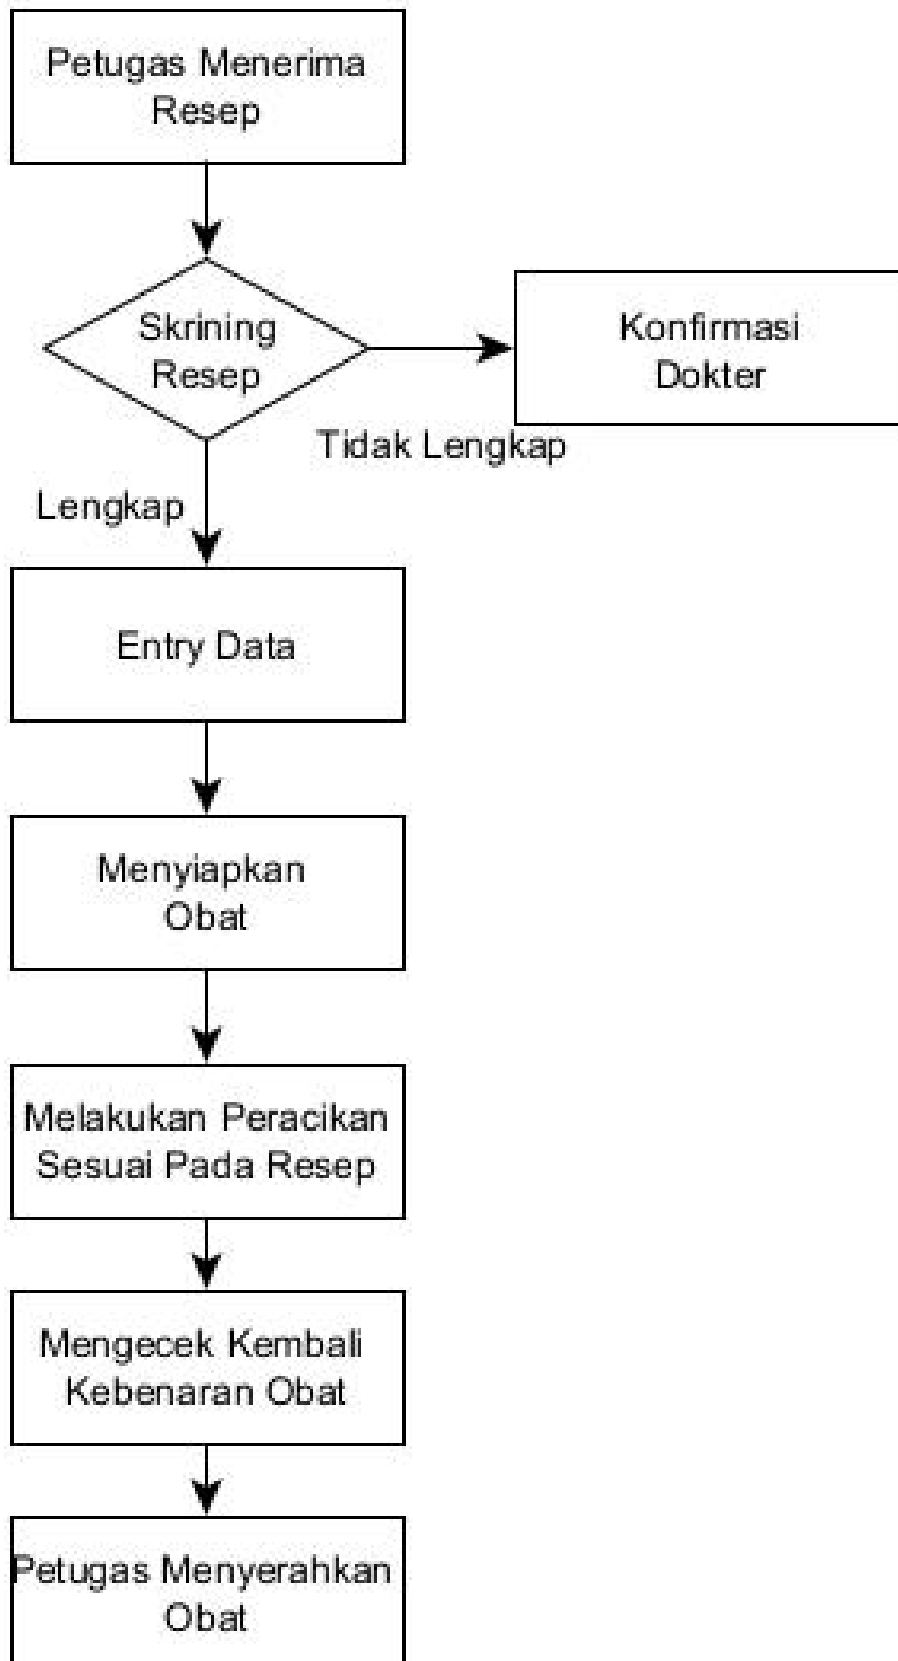 Petugas Menerima
Resep
Skrining
Resep
Konfirmasi
Dokter
Tidak Lengkap
Lengkap
Entry Data
Menyiapkan
Obat
Melakukan Peracikan
Sesuai Pada Resep
Mengecek Kembali
Kebenaran Obat
Petugas Menyerahkan
Obat